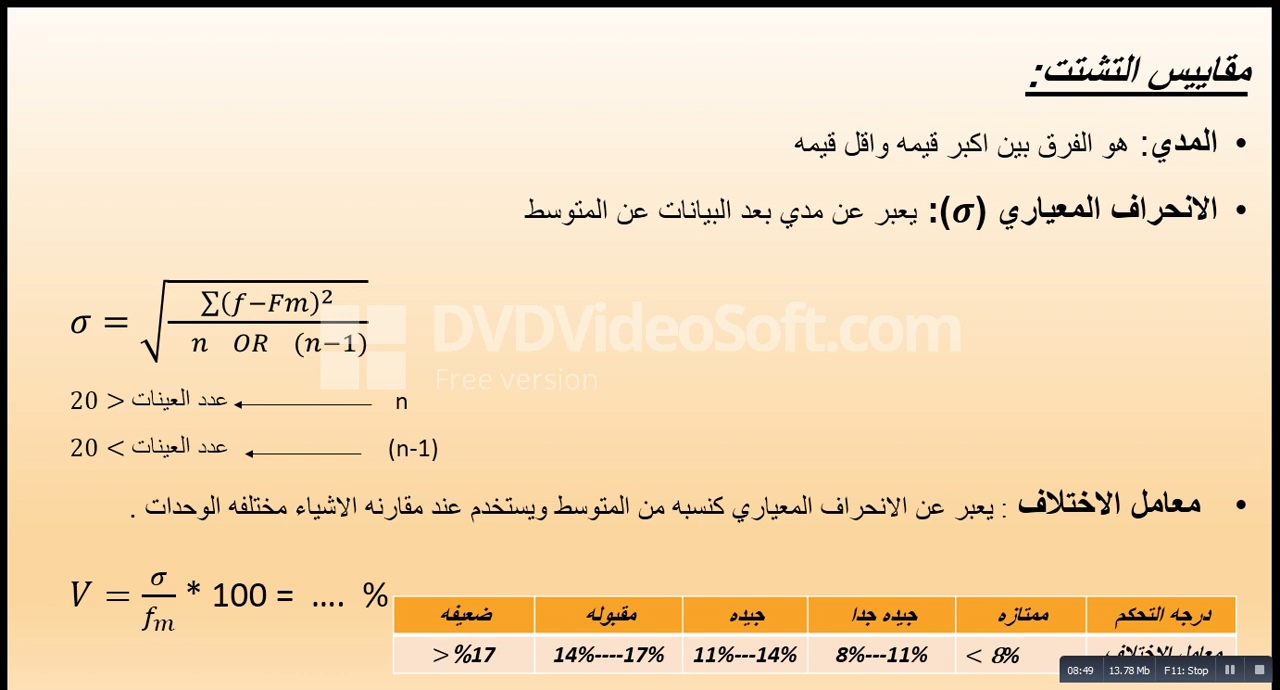 مقاييس التشتت:
• المدي: هو الفرق بين اكبر قيمه واقل قيمه
• الانحراف المعياري (σ): يعبر عن مدي بعد البيانات عن المتوسط
σ = √(∑(f−Fm)² / n OR (n−1))
n ← عدد العينات > 20
(n-1) ← عدد العينات < 20
• معامل الاختلاف : يعبر عن الانحراف المعياري كنسبه من المتوسط ويستخدم عند مقارنه الاشياء مختلفه الوحدات .
V = σ / fm * 100 = .... %
درجه التحكم ممتازه جيده جدا جيده مقبوله ضعيفه
معامل الاختلاف < 8% 8%---11% 11%---14% 14%----17% >%17
DVDVideoSoft.com
Free version
08:49 13.78 Mb F11: Stop